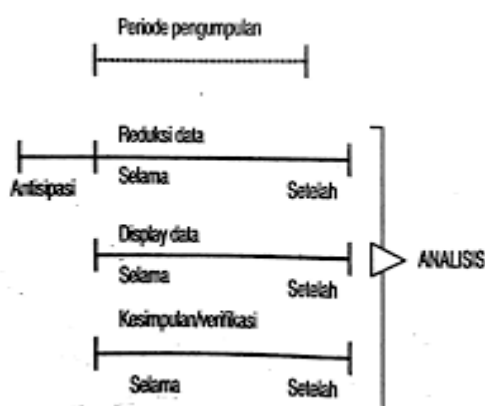 Periode pengumpulan
Reduksi data
Antisipasi
Selama
Setelah
Display data
Selama
Setelah
ANALISIS
Kesimpulan/verifikasi
Selama
Setelah